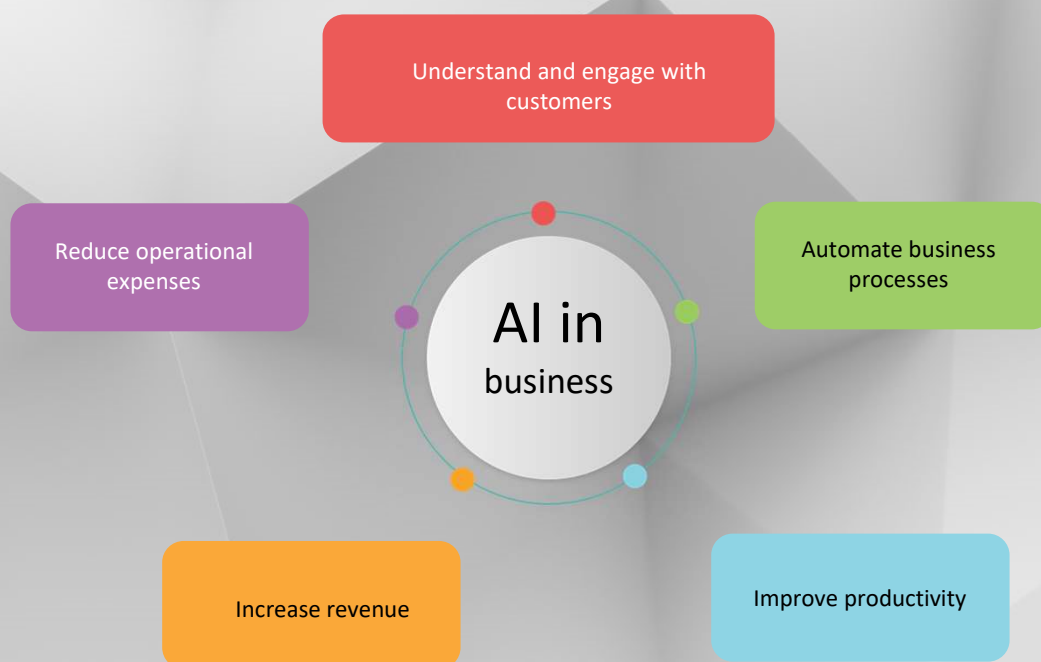 Understand and engage with
customers
Reduce operational
expenses
Automate business
processes
AI in
business
Increase revenue
Improve productivity